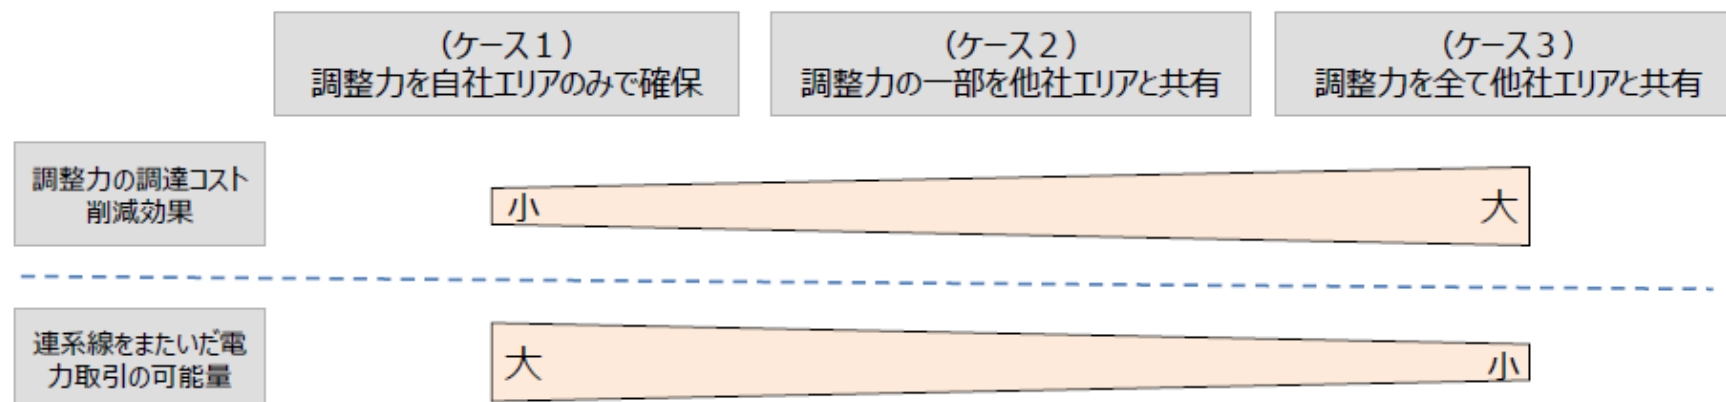 （ケース１）
調整力を自社エリアのみで確保
（ケース２）
調整力の一部を他社エリアと共有
（ケース３）
調整力を全て他社エリアと共有
調整力の調達コスト
削減効果
小
大
連系線をまたいだ電
力取引の可能量
大
小